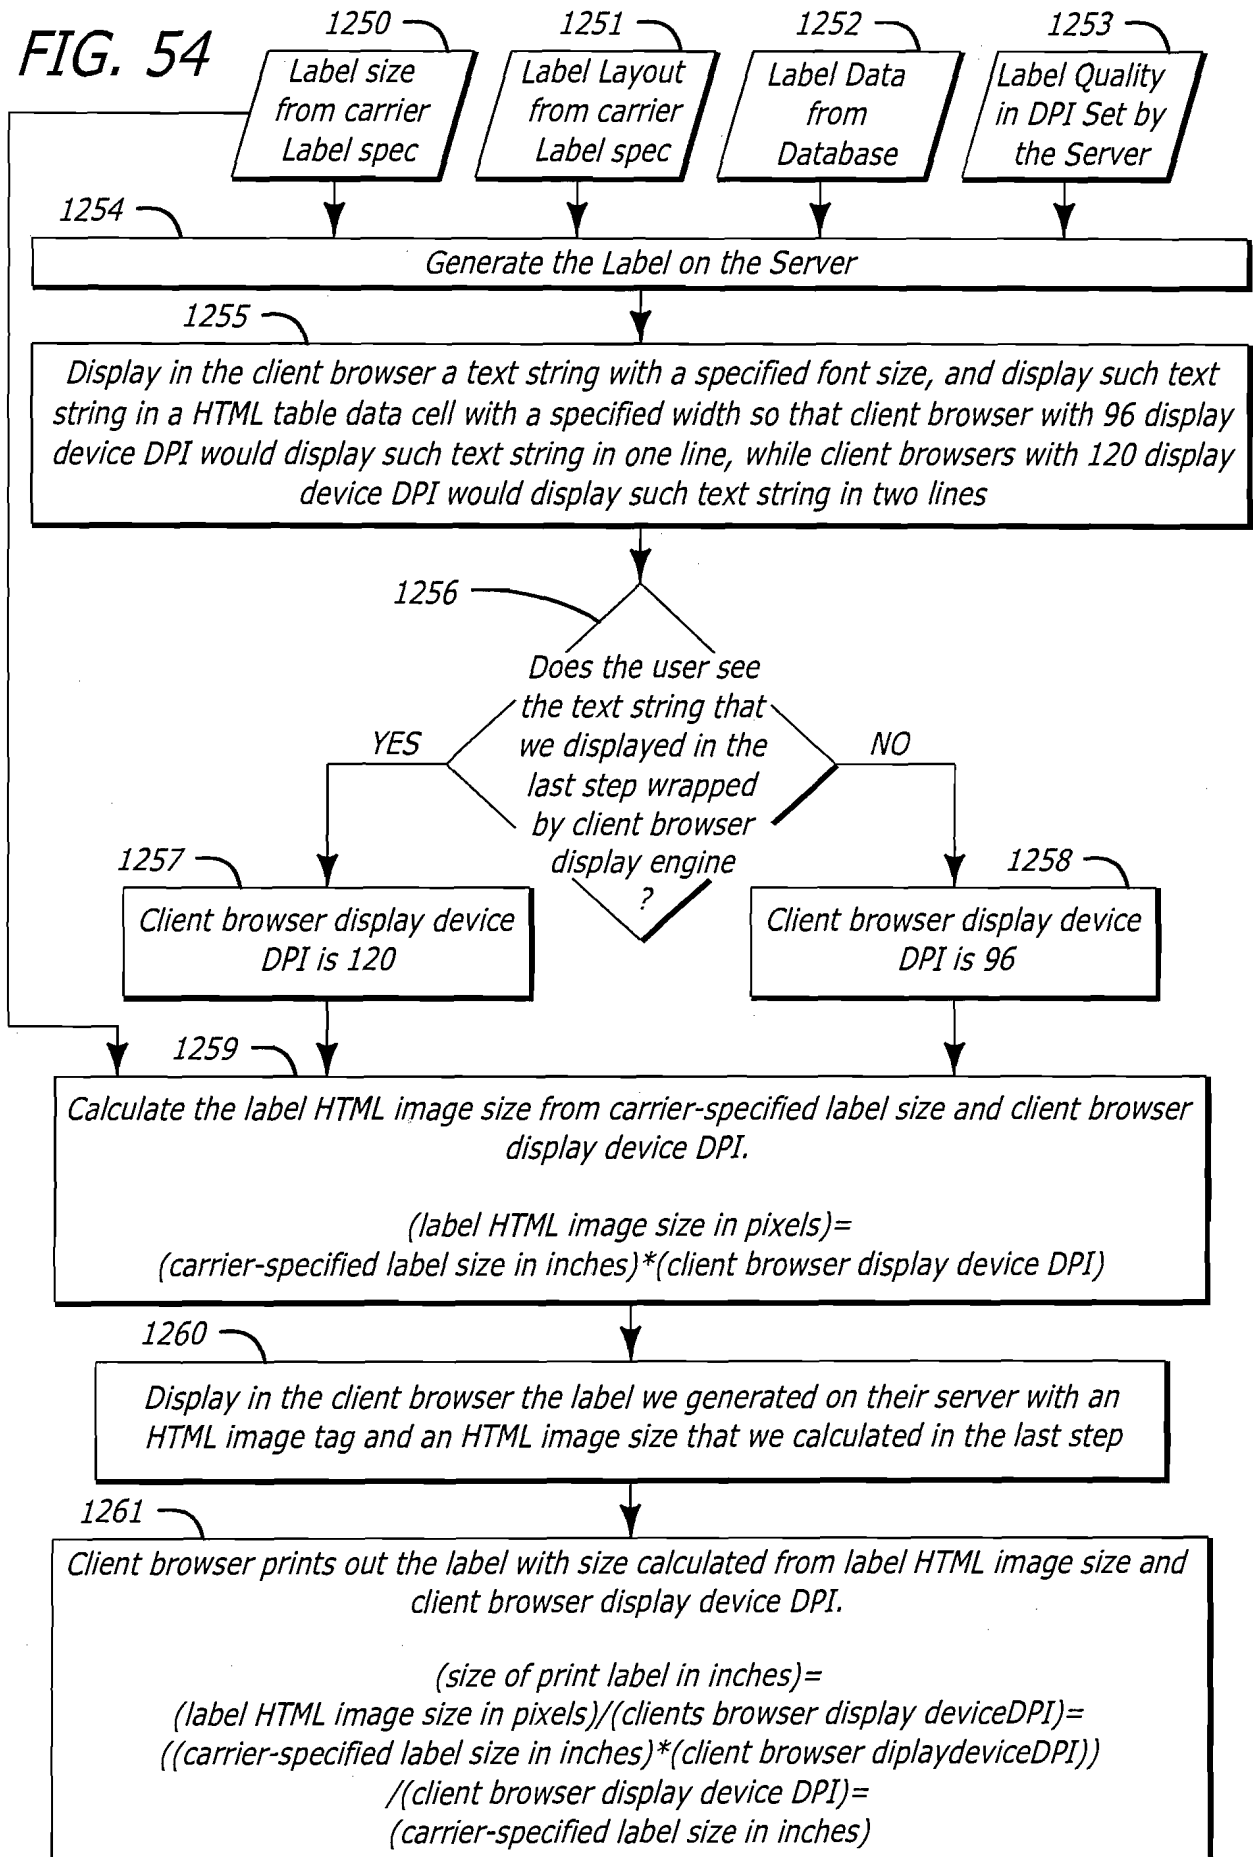 FIG. 54
1250
1251
1252
1253
Label size
from carrier
Label spec
Label Layout
from carrier
Label spec
Label Data
from
Database
Label Quality
in DPI Set by
the Server
1254
Generate the Label on the Server
1255
Display in the client browser a text string with a specified font size, and display such text
string in a HTML table data cell with a specified width so that client browser with 96 display
device DPI would display such text string in one line, while client browsers with 120 display
device DPI would display such text string in two lines
1256
Does the user see
the text string that
we displayed in the
last step wrapped
by client browser
display engine
?
YES
NO
1257
Client browser display device
DPI is 120
1258
Client browser display device
DPI is 96
1259
Calculate the label HTML image size from carrier-specified label size and client browser
display device DPI.
(label HTML image size in pixels)=
(carrier-specified label size in inches)*(client browser display device DPI)
1260
Display in the client browser the label we generated on their server with an
HTML image tag and an HTML image size that we calculated in the last step
1261
Client browser prints out the label with size calculated from label HTML image size and
client browser display device DPI.
(size of print label in inches)=
(label HTML image size in pixels)/(clients browser display deviceDPI)=
((carrier-specified label size in inches)*(client browser diplaydeviceDPI))
/(client browser display device DPI)=
(carrier-specified label size in inches)